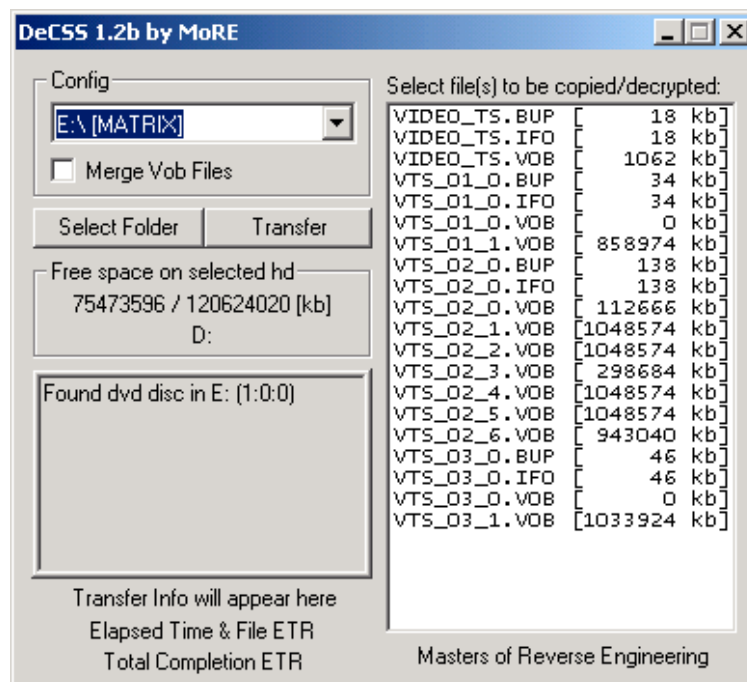 DeCSS 1.2b by MoRE
Config
E:\ [MATRIX]
Merge Vob Files
Select Folder
Transfer
Free space on selected hd
75473596 / 120624020 [kb]
D:
Found dvd disc in E: (1:0:0)
Transfer Info will appear here
Elapsed Time & File ETR
Total Completion ETR
Select file(s) to be copied/decrypted:
VIDEO_TS.BUP [ 18 kb]
VIDEO_TS.IFO [ 18 kb]
VIDEO_TS.VOB [ 1062 kb]
VTS_01_0.BUP [ 34 kb]
VTS_01_0.IFO [ 34 kb]
VTS_01_0.VOB [ 0 kb]
VTS_01_1.VOB [ 858974 kb]
VTS_02_0.BUP [ 138 kb]
VTS_02_0.IFO [ 138 kb]
VTS_02_0.VOB [ 112666 kb]
VTS_02_1.VOB [1048574 kb]
VTS_02_2.VOB [1048574 kb]
VTS_02_3.VOB [ 298684 kb]
VTS_02_4.VOB [1048574 kb]
VTS_02_5.VOB [1048574 kb]
VTS_02_6.VOB [ 943040 kb]
VTS_03_0.BUP [ 46 kb]
VTS_03_0.IFO [ 46 kb]
VTS_03_0.VOB [ 0 kb]
VTS_03_1.VOB [1033924 kb]
Masters of Reverse Engineering